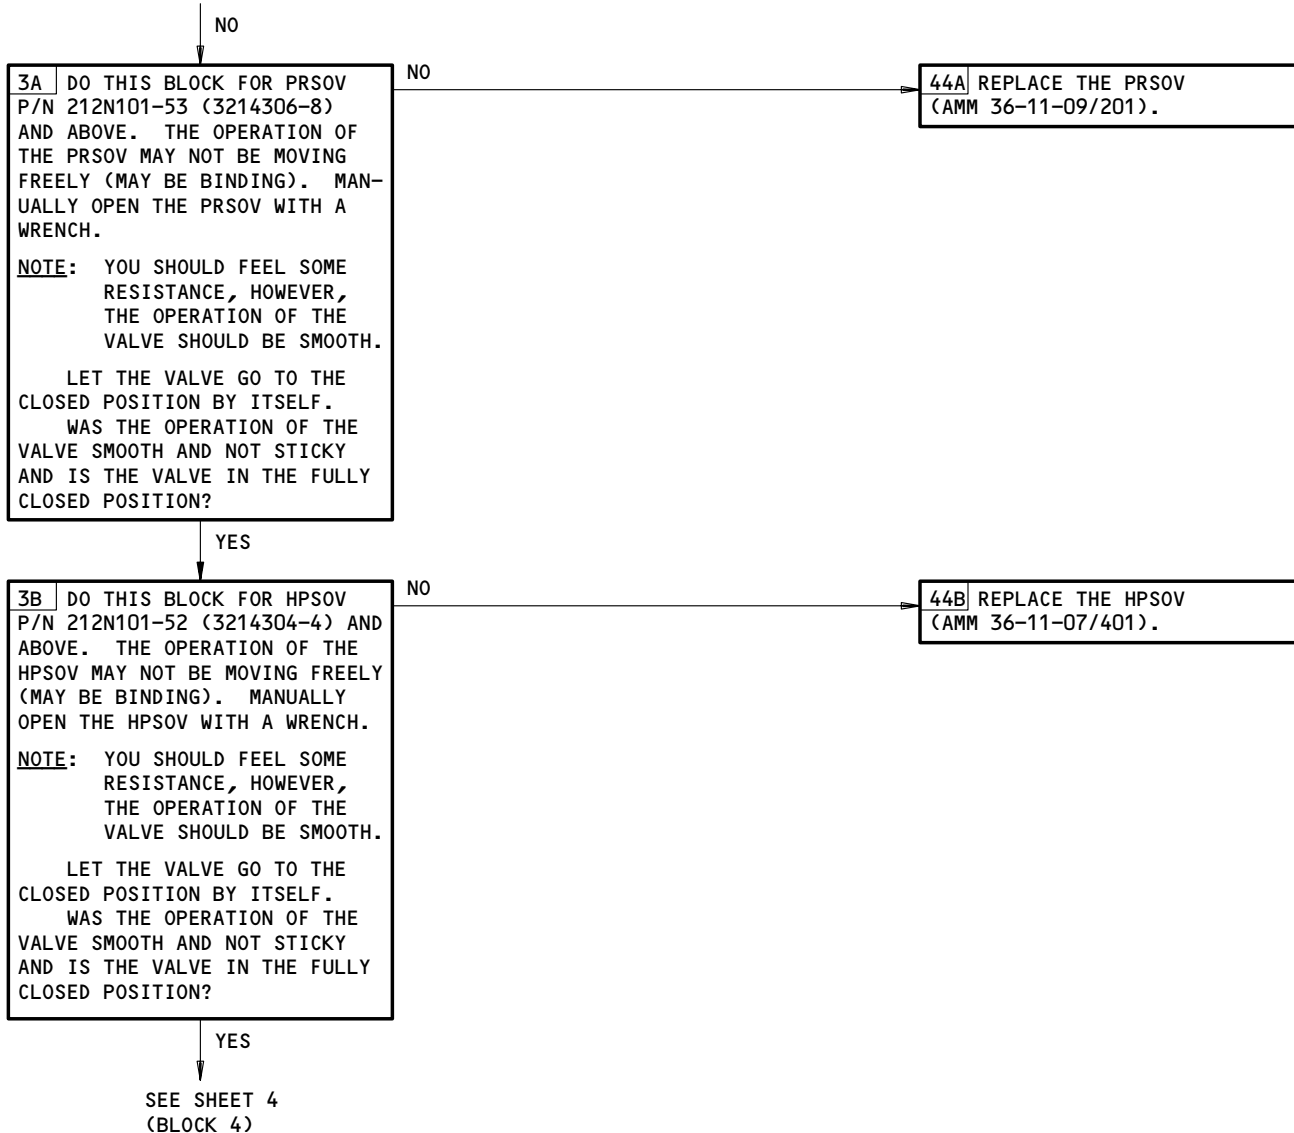 NO
3A DO THIS BLOCK FOR PRSOV
P/N 212N101-53 (3214306-8)
AND ABOVE. THE OPERATION OF
THE PRSOV MAY NOT BE MOVING
FREELY (MAY BE BINDING). MAN-
UALLY OPEN THE PRSOV WITH A
WRENCH.
NOTE: YOU SHOULD FEEL SOME
RESISTANCE, HOWEVER,
THE OPERATION OF THE
VALVE SHOULD BE SMOOTH.
LET THE VALVE GO TO THE
CLOSED POSITION BY ITSELF.
WAS THE OPERATION OF THE
VALVE SMOOTH AND NOT STICKY
AND IS THE VALVE IN THE FULLY
CLOSED POSITION?
NO
44A REPLACE THE PRSOV
(AMM 36-11-09/201).
YES
3B DO THIS BLOCK FOR HPSOV
P/N 212N101-52 (3214304-4) AND
ABOVE. THE OPERATION OF THE
HPSOV MAY NOT BE MOVING FREELY
(MAY BE BINDING). MANUALLY
OPEN THE HPSOV WITH A WRENCH.
NOTE: YOU SHOULD FEEL SOME
RESISTANCE, HOWEVER,
THE OPERATION OF THE
VALVE SHOULD BE SMOOTH.
LET THE VALVE GO TO THE
CLOSED POSITION BY ITSELF.
WAS THE OPERATION OF THE
VALVE SMOOTH AND NOT STICKY
AND IS THE VALVE IN THE FULLY
CLOSED POSITION?
NO
44B REPLACE THE HPSOV
(AMM 36-11-07/401).
YES
SEE SHEET 4
(BLOCK 4)